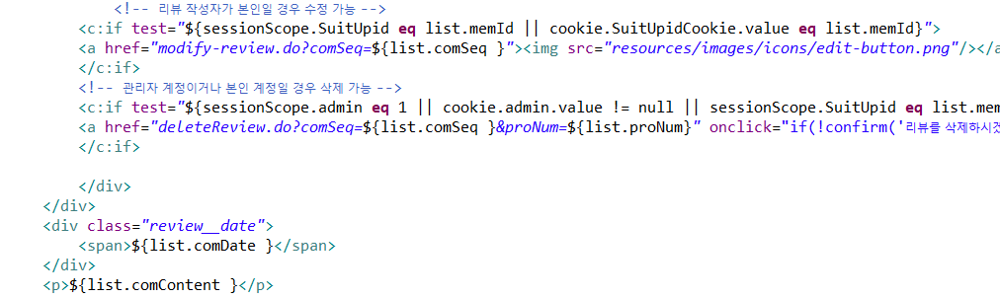 <!-- 리뷰 작성자가 본인일 경우 수정 가능 -->
<c:if test="${sessionScope.SuitUpid eq list.memId || cookie.SuitUpidCookie.value eq list.memId}">
<a href="modify-review.do?comSeq=${list.comSeq }"><img src="resources/images/icons/edit-button.png"/></a
</c:if>
<!-- 관리자 계정이거나 본인 계정일 경우 삭제 가능 -->
<c:if test="${sessionScope.admin eq 1 || cookie.admin.value != null || sessionScope.SuitUpid eq list.mem
<a href="deLeteReview.do?comSeq=${list.comSeq }&proNum=${list.proNum}" onclick="if(!confirm('리뷰를 삭제하시겠
</c:if>
</div>
</div>
<div class="review__date">
<span>${list.comDate }</span>
</div>
<p>${list.comContent }</p>